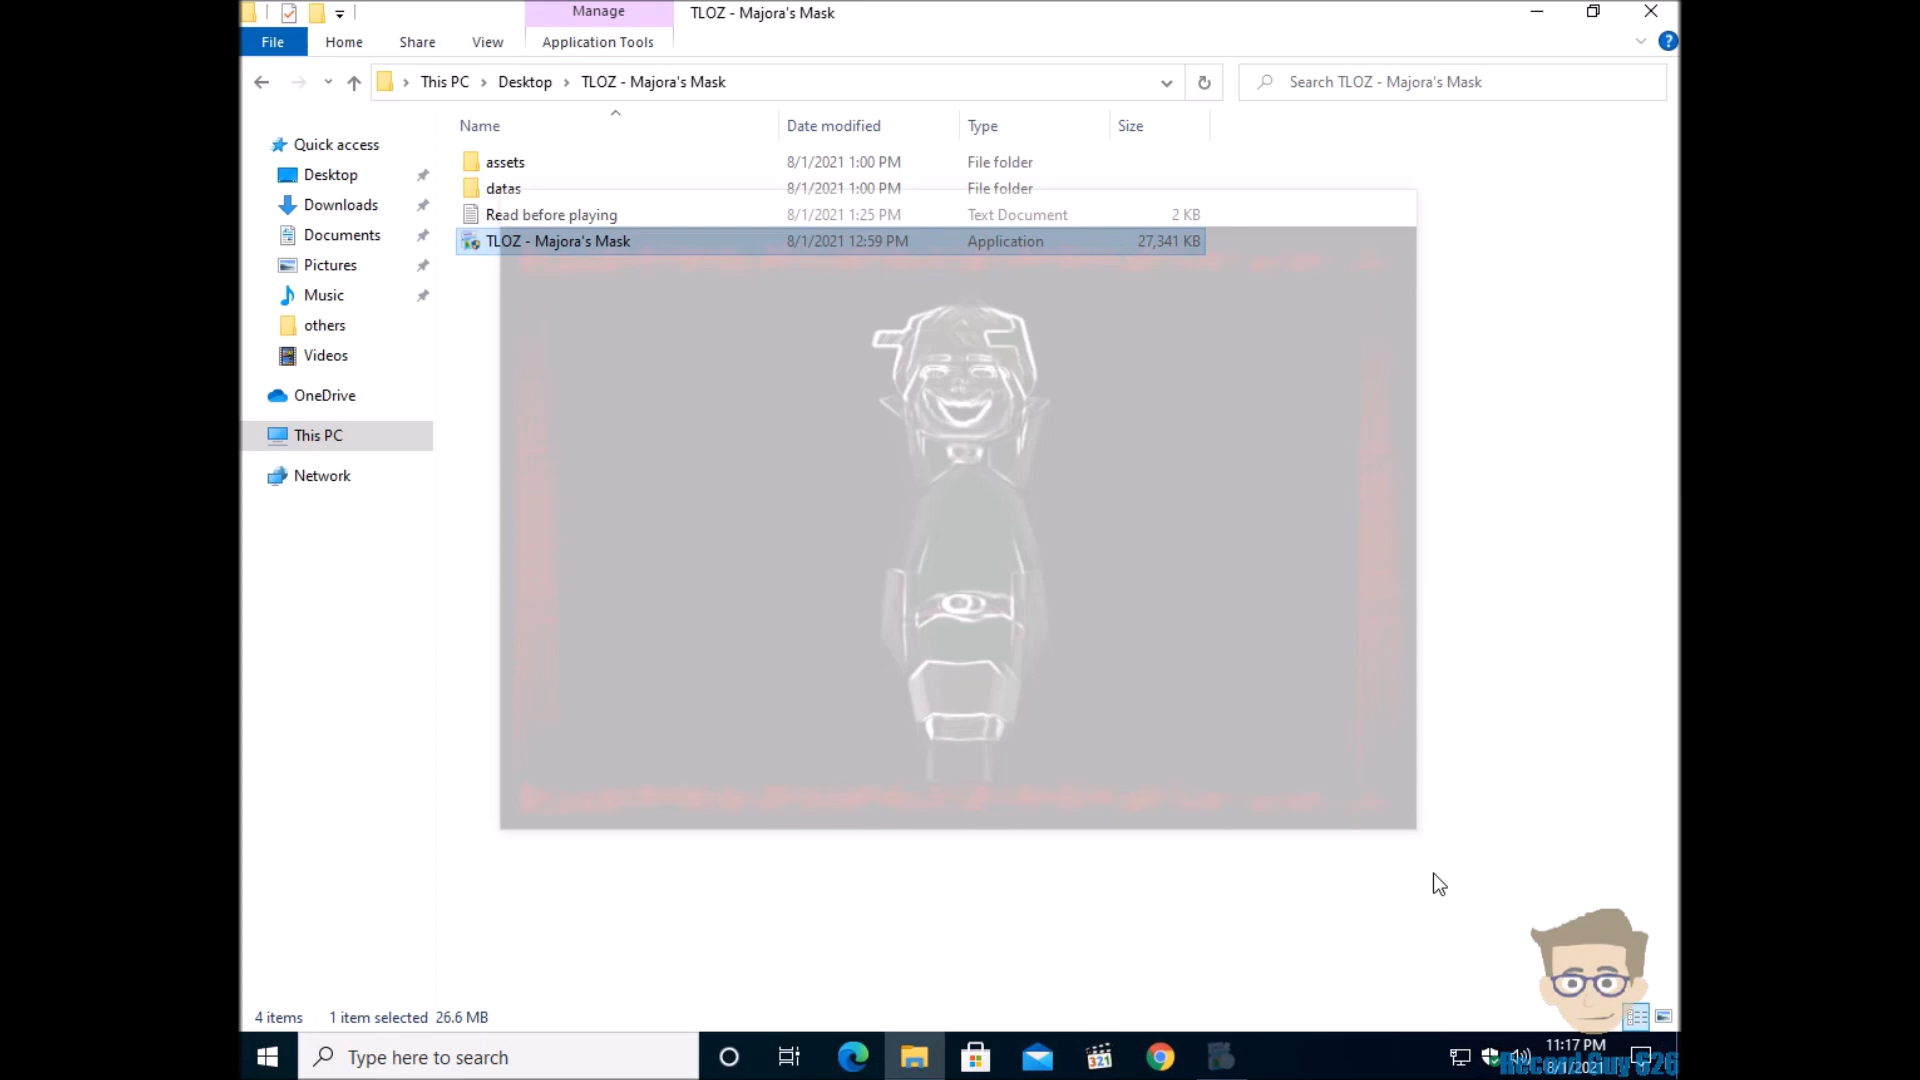 Manage
TLOZ - Majora's Mask
File
Home
Share
View
Application Tools
This PC
Desktop
TLOZ - Majora's Mask
Search TLOZ - Majora's Mask
Name
Date modified
Type
Size
assets
8/1/2021 1:00 PM
File folder
datas
8/1/2021 1:00 PM
File folder
Read before playing
8/1/2021 1:25 PM
Text Document
2 KB
TLOZ - Majora's Mask
8/1/2021 12:59 PM
Application
27,341 KB
Quick access
Desktop
Downloads
Documents
Pictures
Music
others
Videos
OneDrive
This PC
Network
4 items
1 item selected 26.6 MB
Type here to search
321
11:17 PM
8/1/2021
Record Guy 626